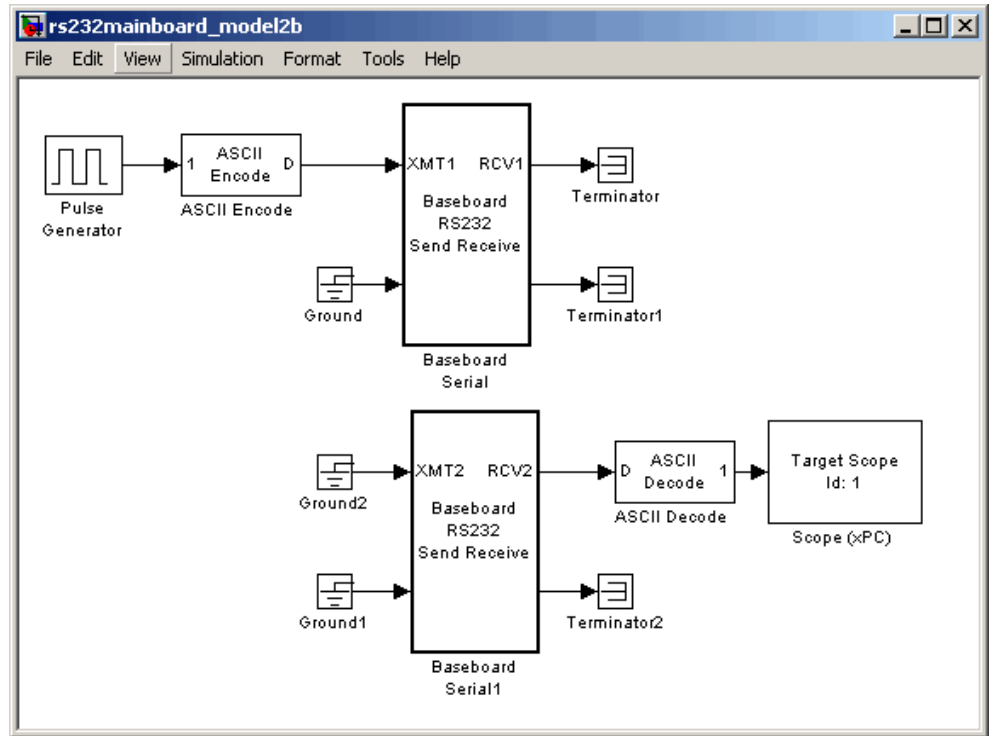 rs232mainboard_model2b
File Edit View Simulation Format Tools Help
Pulse
Generator
1 ASCII
Encode D
ASCII Encode
XMT1 RCV1
Baseboard
RS232
Send Receive
Baseboard
Serial
Terminator
Ground
Terminator1
Ground2
XMT2 RCV2
Baseboard
RS232
Send Receive
Baseboard
Serial1
D ASCII
Decode 1
ASCII Decode
Target Scope
Id: 1
Scope (xPC)
Ground1
Terminator2